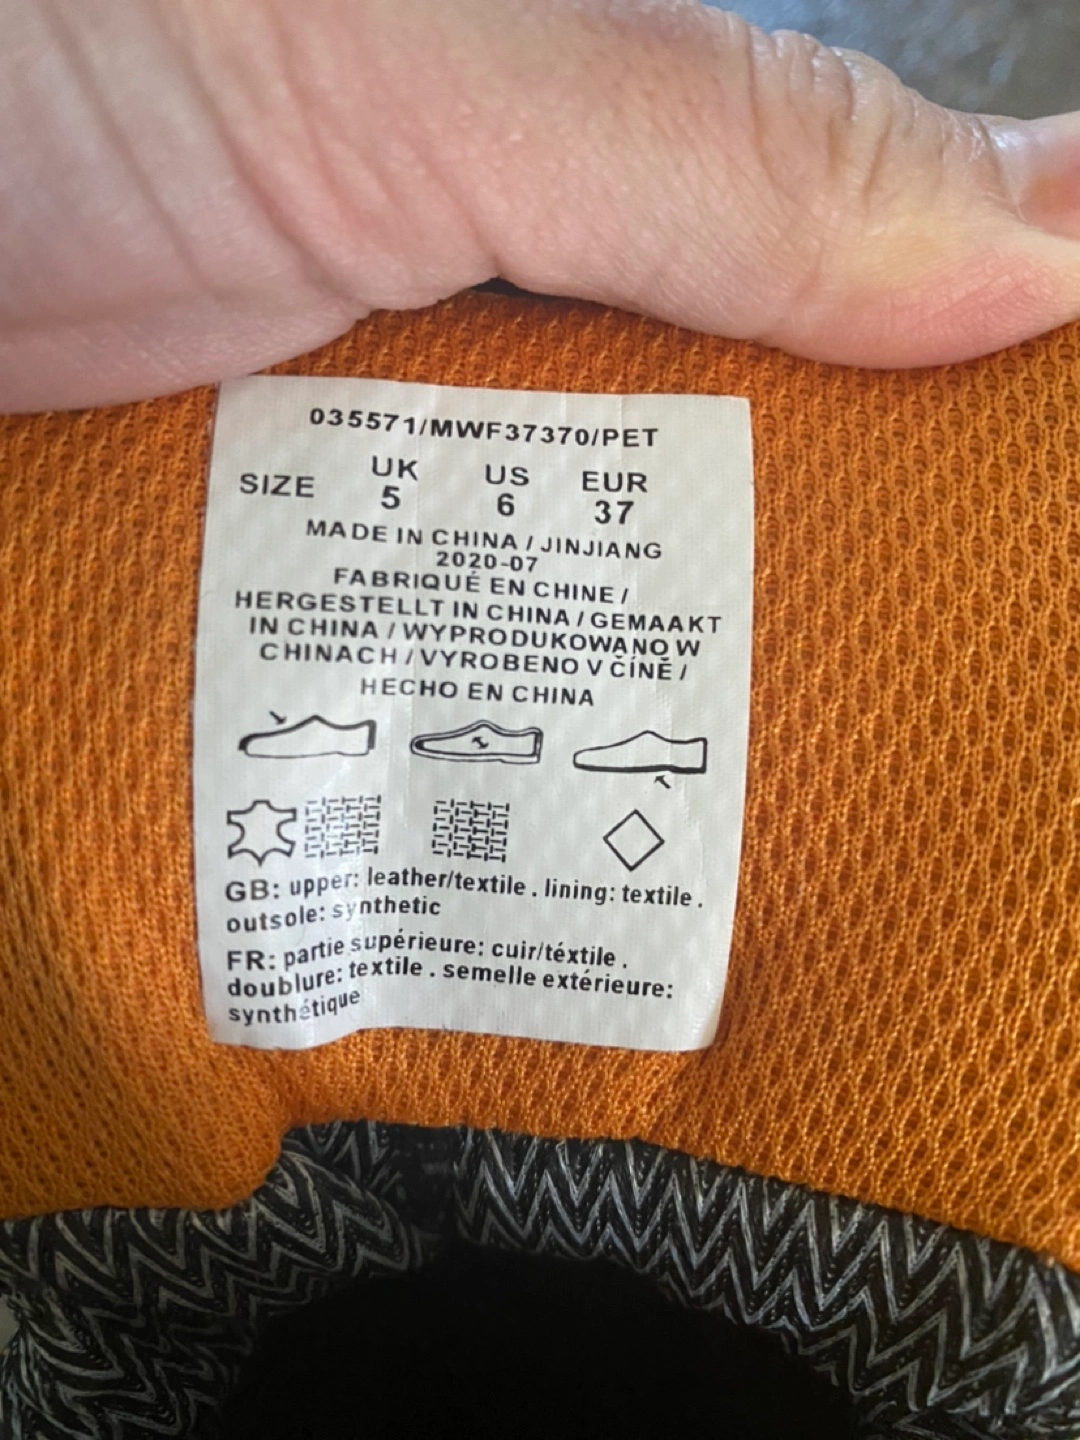 035571/MWF37370/PET
SIZE UK 5 US 6 EUR 37
MADE IN CHINA / JINJIANG
2020-07
FABRIQUÉ EN CHINE /
HERGESTELLT IN CHINA / GEMAAKT
IN CHINA / WYPRODUKOWANO W
CHINACH / VYROBENO V ČÍNĚ /
HECHO EN CHINA
GB: upper: leather/textile . lining: textile .
outsole: synthetic
FR: partie supérieure: cuir/téxtile .
doublure: textile . semelle extérieure:
synthétique